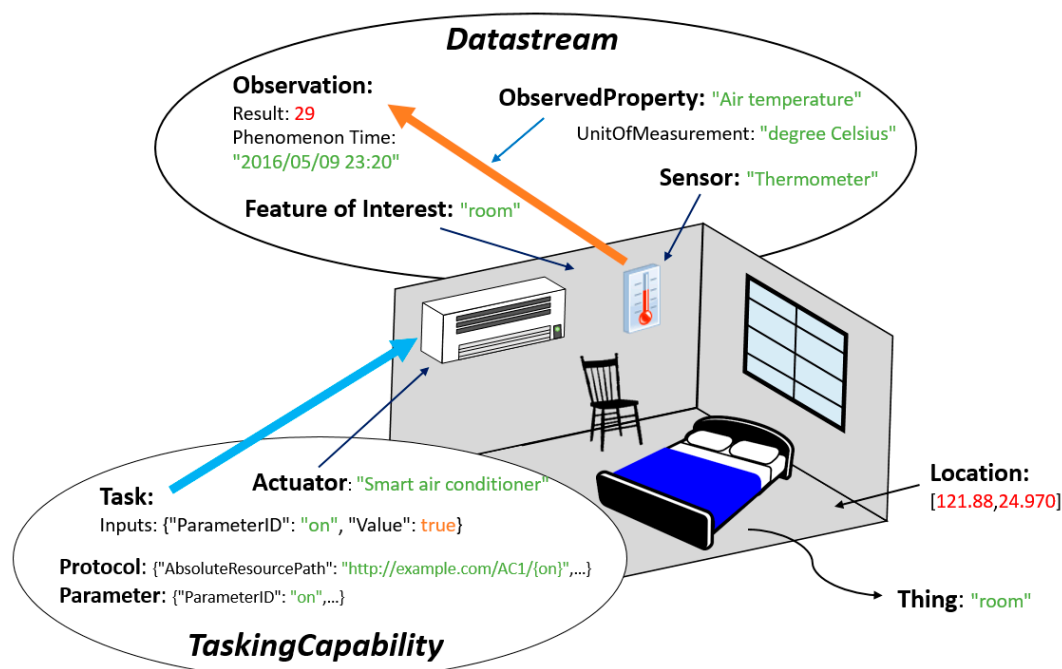 Datastream
Observation:
Result: 29
Phenomenon Time:
"2016/05/09 23:20"
ObservedProperty: "Air temperature"
UnitOfMeasurement: "degree Celsius"
Sensor: "Thermometer"
Feature of Interest: "room"
Location:
[121.88,24.970]
Thing: "room"
Task:
Actuator: "Smart air conditioner"
Inputs: {"ParameterID": "on", "Value": true}
Protocol: {"AbsoluteResourcePath": "http://example.com/AC1/{on}",...}
Parameter: {"ParameterID": "on",...}
TaskingCapability